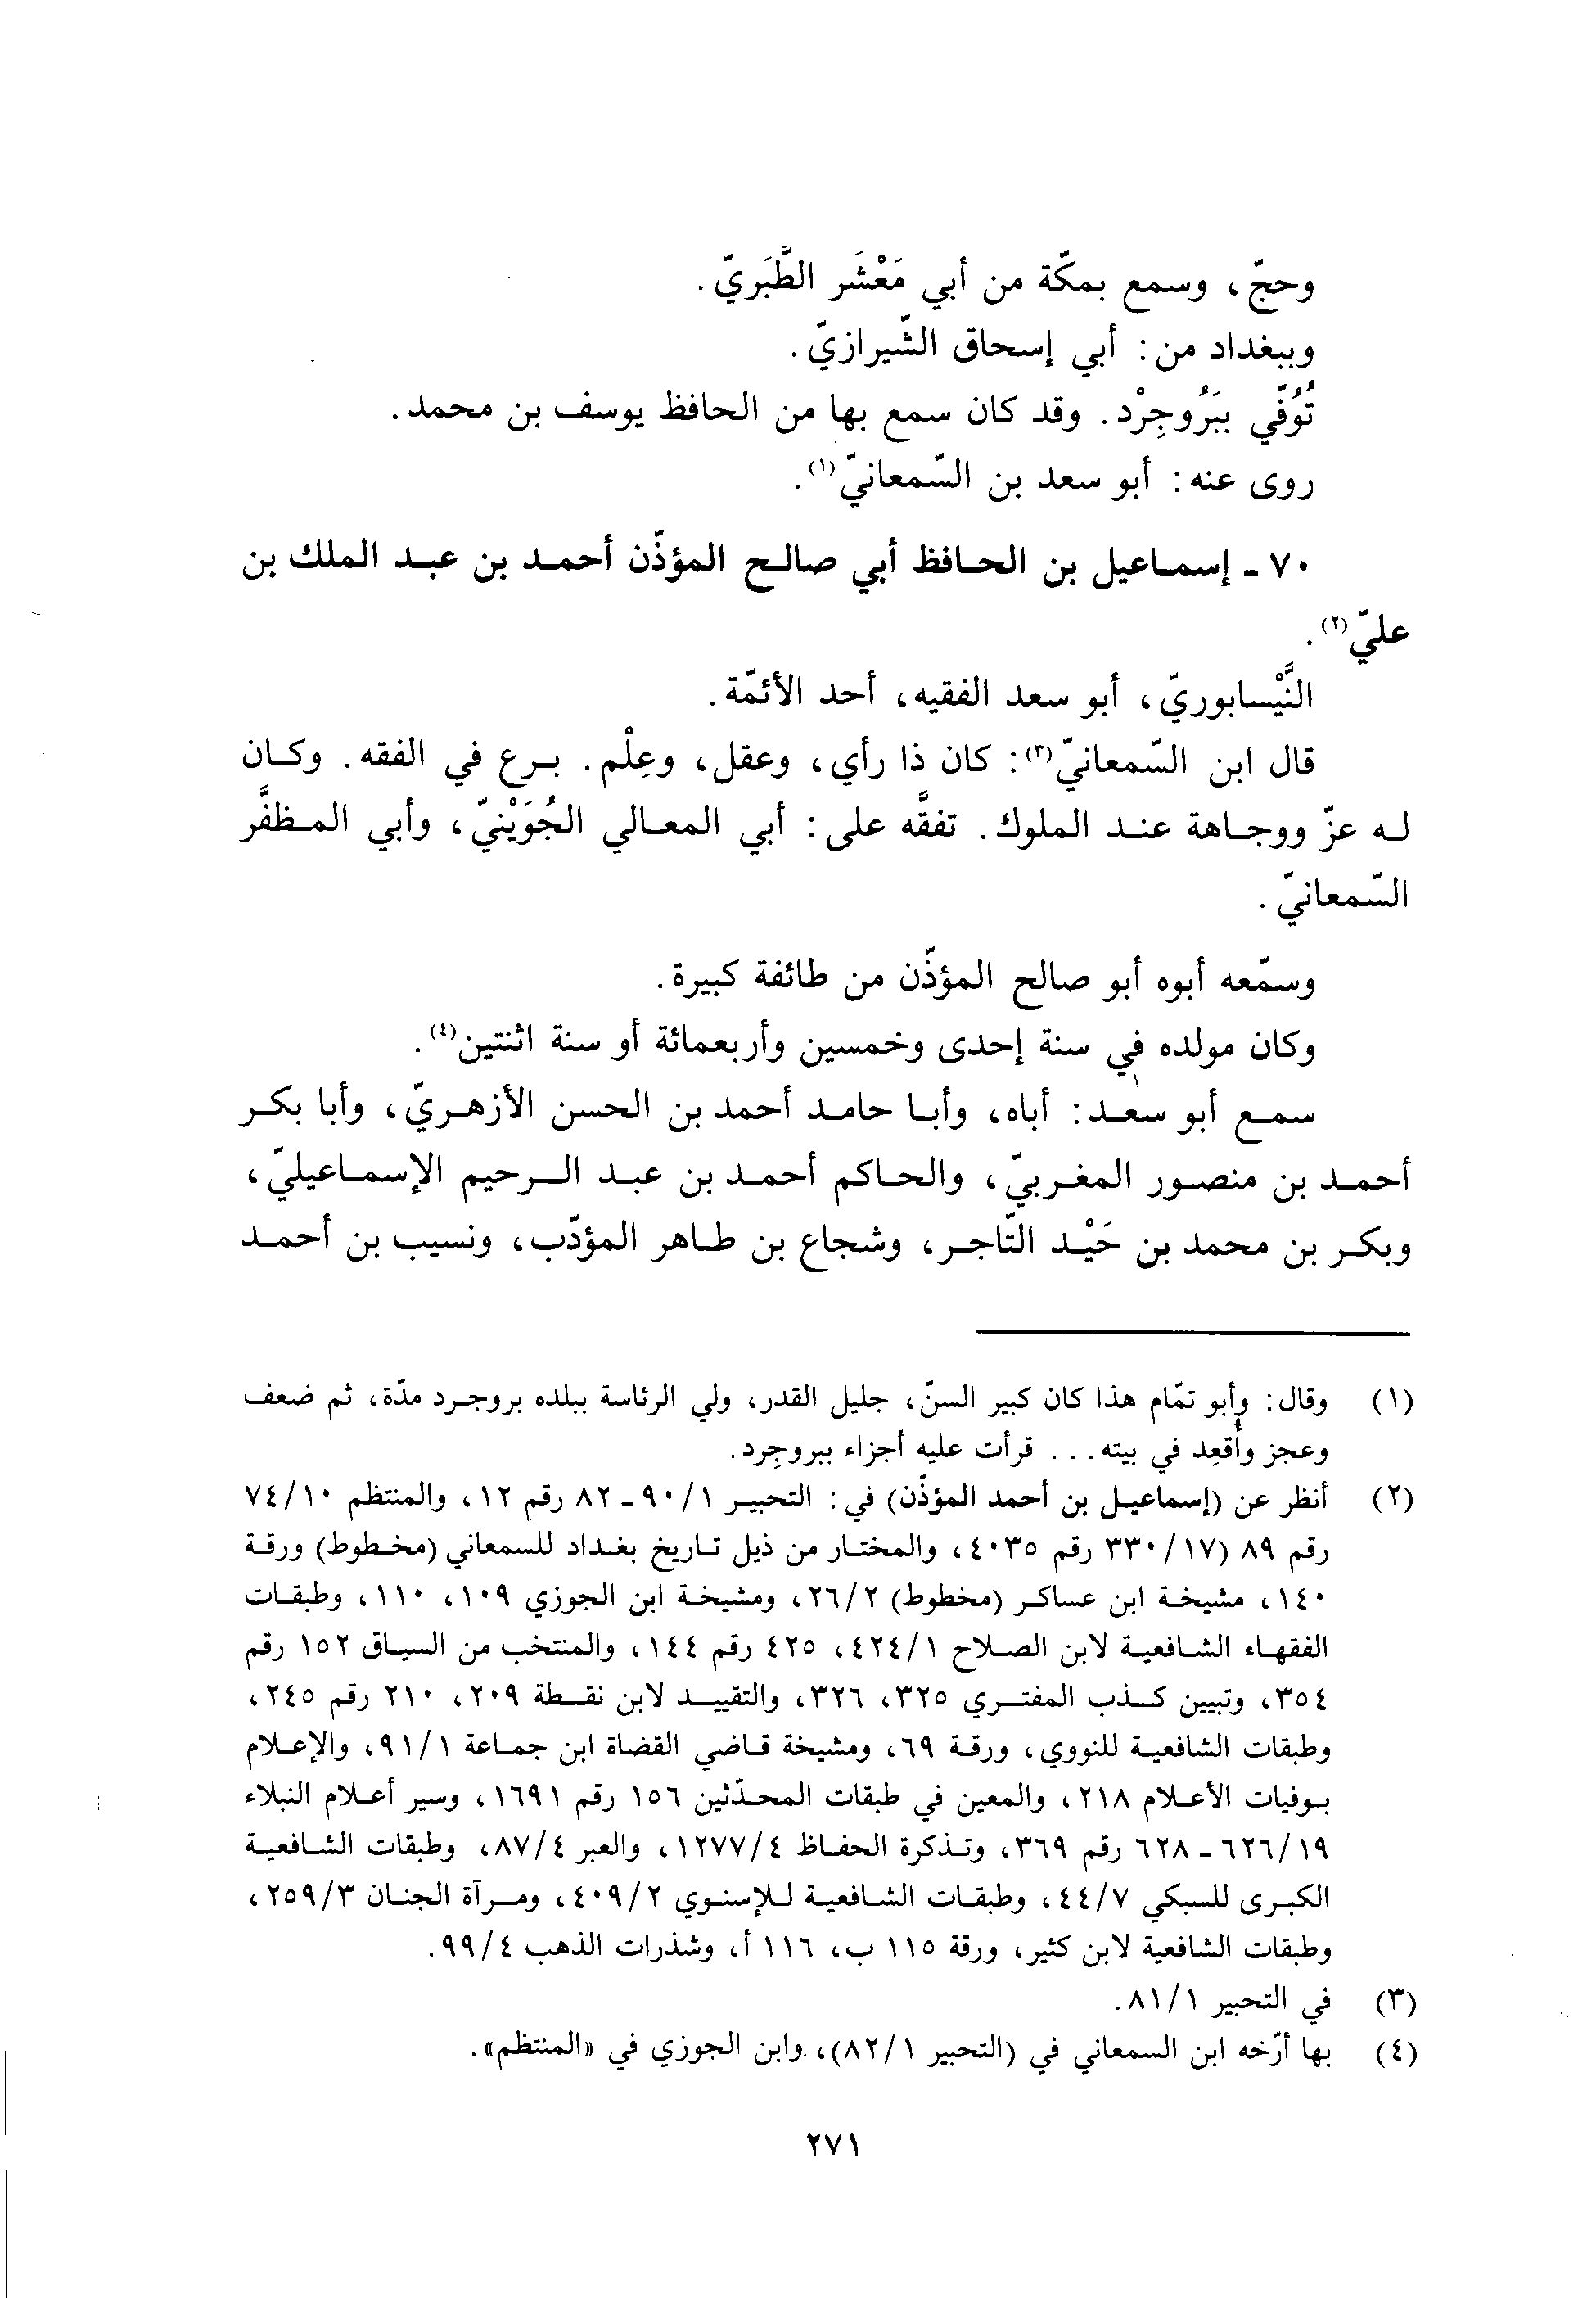 وحجّ، وسمع بمكّة من أبي مَعْشَر الطَّبَريّ.
وببغداد من: أبي إسحاق الشّيرازيّ.
تُوُفّي ببَرُوجِرْد. وقد كان سمع بها من الحافظ يوسف بن محمد.
روى عنه: أبو سعد بن السّمعانيّ(١).
٧٠ - إسماعيل بن الحافظ أبي صالح المؤذّن أحمد بن عبد الملك بن
عليّ(٢).
النَّيْسابوريّ، أبو سعد الفقيه، أحد الأئمّة.
قال ابن السّمعانيّ(٣): كان ذا رأي، وعقل، وعِلْم. برع في الفقه. وكان
له عزّ ووجاهة عند الملوك. تفقَّه على: أبي المعالي الجُوَيْنيّ، وأبي المظفَّر
السّمعانيّ.
وسمّعه أبوه أبو صالح المؤذّن من طائفة كبيرة.
وكان مولده في سنة إحدى وخمسين وأربعمائة أو سنة اثنتين(٤).
سمع أبو سعد: أباه، وأبا حامد أحمد بن الحسن الأزهريّ، وأبا بكر
أحمد بن منصور المغربيّ، والحاكم أحمد بن عبد الرحيم الإسماعيليّ،
وبكر بن محمد بن حَيْد التّاجر، وشجاع بن طاهر المؤدّب، ونسيب بن أحمد
(١) وقال: وأبو تمّام هذا كان كبير السنّ، جليل القدر، ولي الرئاسة ببلده بروجرد مدّة، ثم ضعف
وعجز وأُقعِد في بيته... قرأت عليه أجزاء ببروجِرد.
(٢) أنظر عن (إسماعيل بن أحمد المؤذّن) في: التحبير ٩٠/١ - ٨٢ رقم ١٢، والمنتظم ٧٤/١٠
رقم ٨٩ (٣٣٠/١٧ رقم ٤٠٣٥، والمختار من ذيل تاريخ بغداد للسمعاني (مخطوط) ورقة
١٤٠، مشيخة ابن عساكر (مخطوط) ٢٦/٢، ومشيخة ابن الجوزي ١٠٩، ١١٠، وطبقات
الفقهاء الشافعية لابن الصلاح ٤٢٤/١، ٤٢٥ رقم ١٤٤، والمنتخب من السياق ١٥٢ رقم
٣٥٤، وتبيين كذب المفتري ٣٢٥، ٣٢٦، والتقييد لابن نقطة ٢٠٩، ٢١٠ رقم ٢٤٥،
وطبقات الشافعية للنووي، ورقة ٦٩، ومشيخة قاضي القضاة ابن جماعة ٩١/١، والإعلام
بوفيات الأعلام ٢١٨، والمعين في طبقات المحدّثين ١٥٦ رقم ١٦٩١، وسير أعلام النبلاء
٦٢٦/١٩ - ٦٢٨ رقم ٣٦٩، وتذكرة الحفاظ ١٢٧٧/٤، والعبر ٨٧/٤، وطبقات الشافعية
الكبرى للسبكي ٤٤/٧، وطبقات الشافعية للإسنوي ٤٠٩/٢، ومرآة الجنان ٢٥٩/٣،
وطبقات الشافعية لابن كثير، ورقة ١١٥ ب، ١١٦ أ، وشذرات الذهب ٩٩/٤.
(٣) في التحبير ٨١/١.
(٤) بها أرّخه ابن السمعاني في (التحبير ٨٢/١)، وابن الجوزي في «المنتظم».
٢٧١